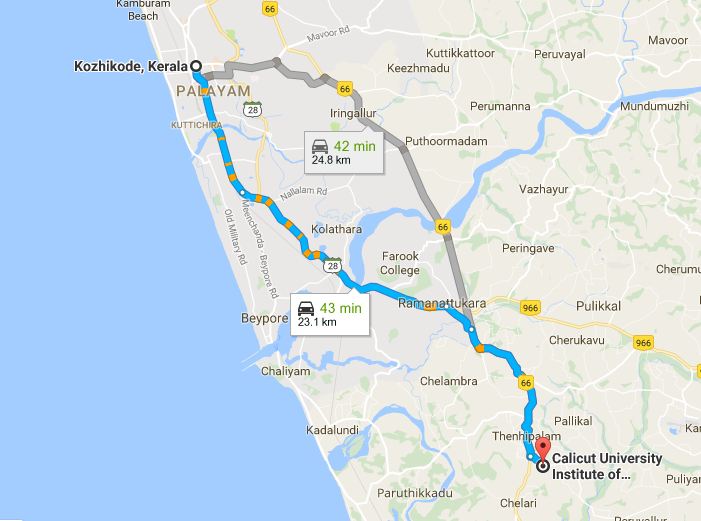 Kamburam
Beach
66
Mavoor Rd
Mavoor
Kuttikkattoor
Peruvayal
Kozhikode, Kerala
Keezhmadu
66
PALAYAM
28
Iringallur
Perumanna
Mundumuzhi
KUTTICHIRA
42 min
24.8 km
Puthoormadam
Nallalam Rd
Vazhayur
Meenchanda - Beypore Rd
Old Military Rd
Kolathara
66
Peringave
Farook
College
28
Cherumu
43 min
23.1 km
Ramanattukara
Pulikkal
966
Beypore
Cherukavu
966
Chaliyam
Chelambra
66
Pallikal
Kadalundi
Thenhipalam
Calicut University
Institute of...
Puliya
Paruthikkadu
Chelari